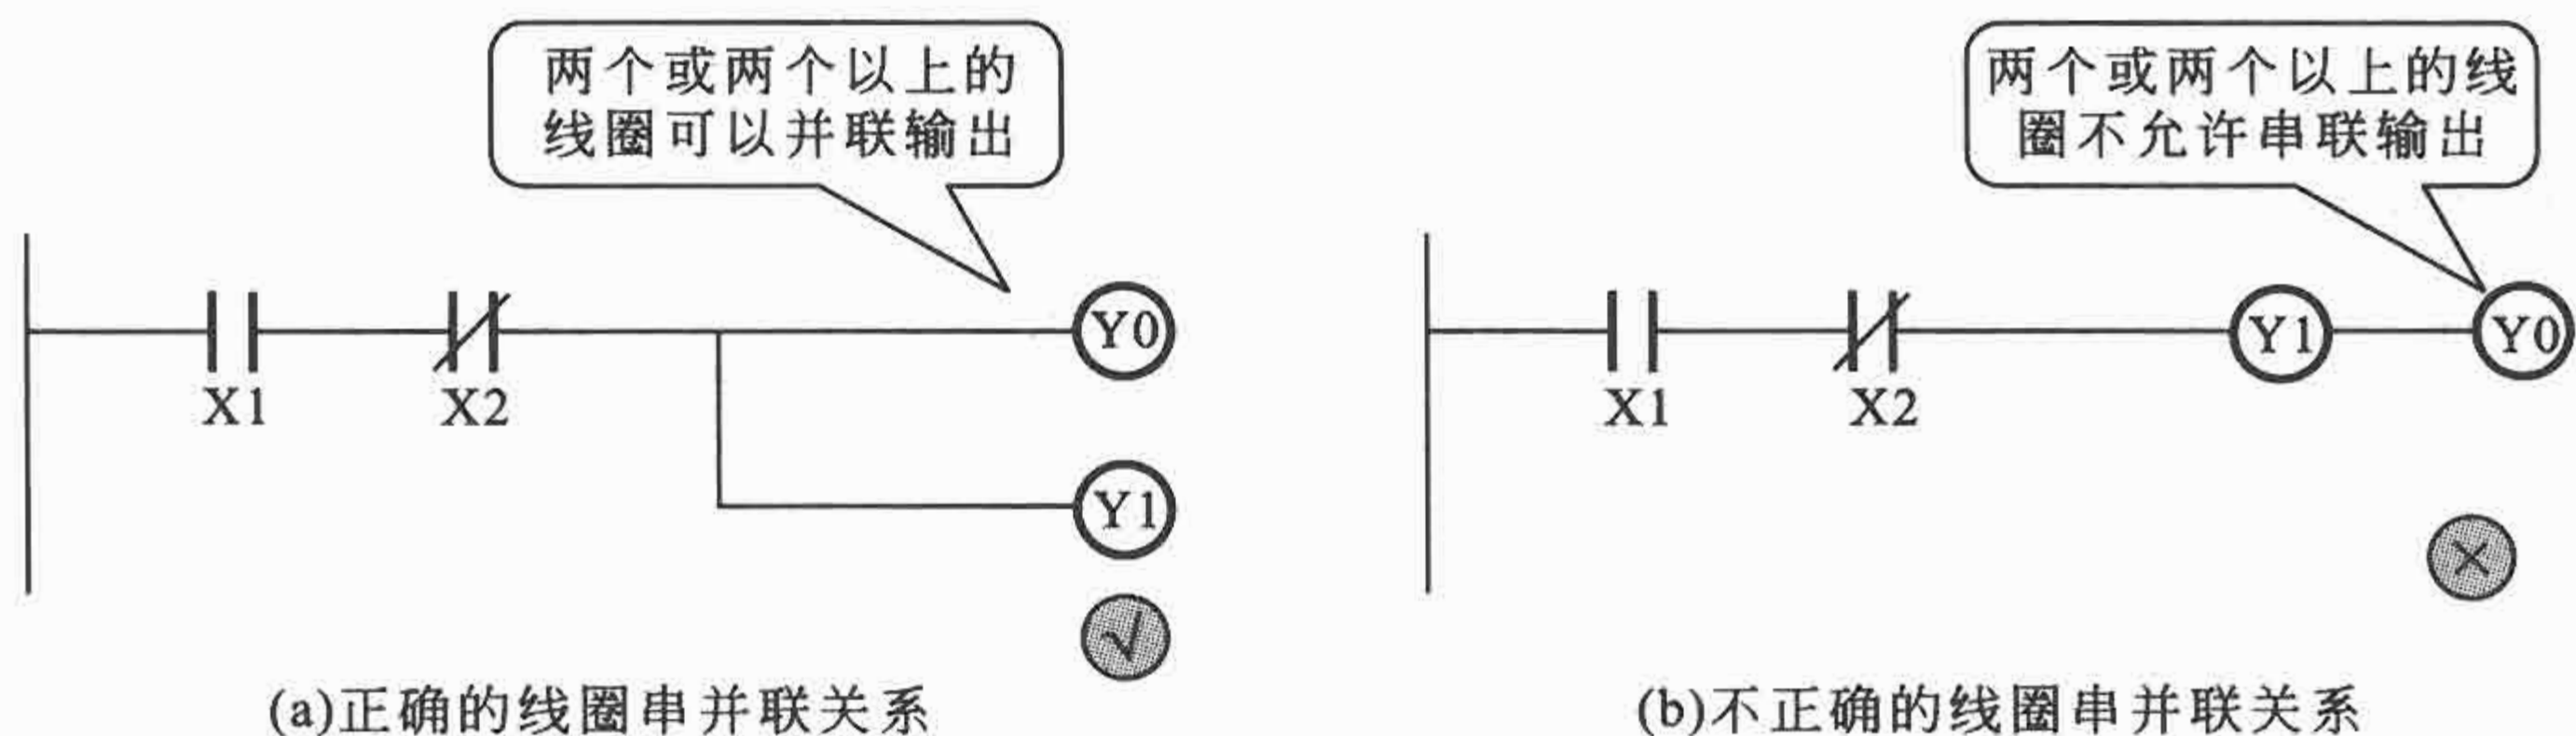 两个或两个以上的
线圈可以并联输出
X1
X2
Y0
Y1
√
(a)正确的线圈串并联关系
两个或两个以上的线
圈不允许串联输出
X1
X2
Y1
Y0
×
(b)不正确的线圈串并联关系